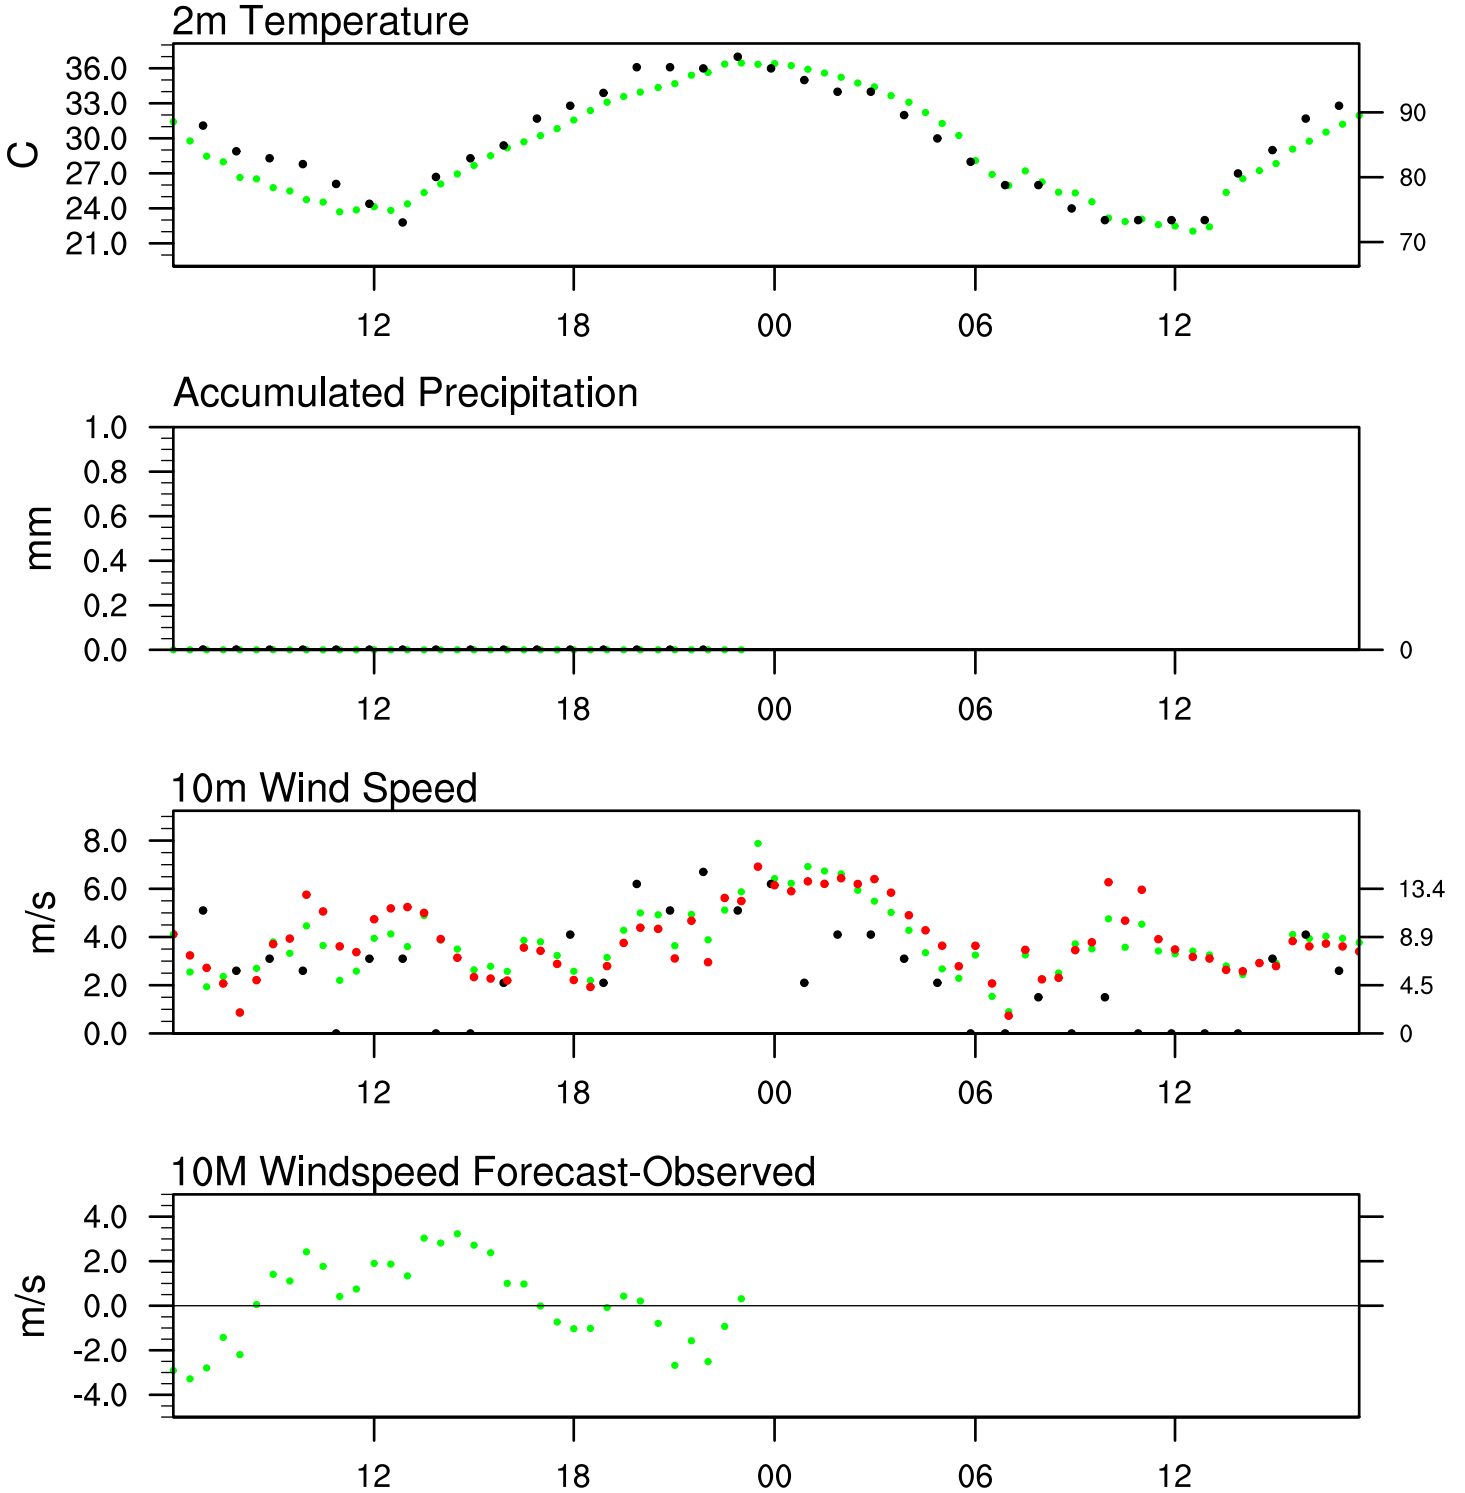 2m Temperature
36.0
33.0
90
30.0
C
27.0
80
24.0
21.0
70
12 18 00 06 12
Accumulated Precipitation
1.0
0.8
0.6
mm
0.4
0.2
0.0
0
12 18 00 06 12
10m Wind Speed
8.0
6.0
13.4
m/s
4.0
8.9
2.0
4.5
0.0
0
12 18 00 06 12
10M Windspeed Forecast-Observed
4.0
2.0
m/s
0.0
-2.0
-4.0
12 18 00 06 12